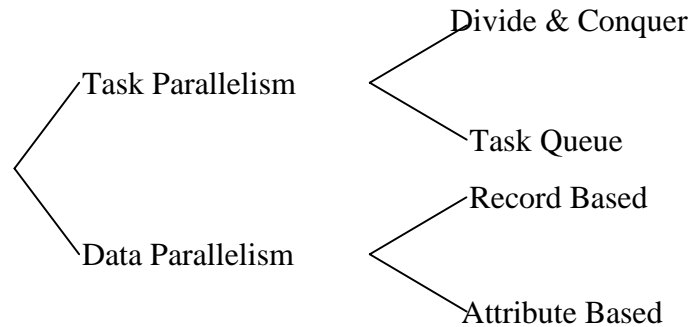 Divide & Conquer
Task Parallelism
Task Queue
Record Based
Data Parallelism
Attribute Based